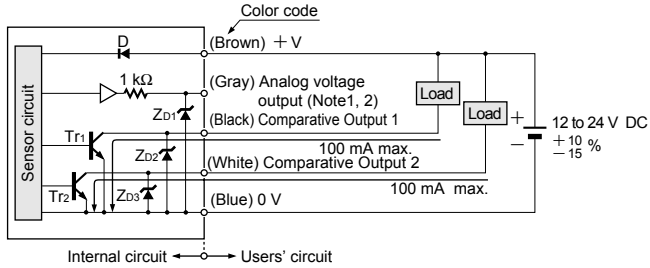 Color code
D
(Brown) +V
1 kΩ
(Gray) Analog voltage
output (Note1, 2)
Load
Load
ZD1
(Black) Comparative Output 1
Sensor circuit
Tr1
100 mA max.
+
12 to 24 V DC
+10
−15 %
−
ZD2
(White) Comparative Output 2
Tr2
ZD3
100 mA max.
(Blue) 0 V
Internal circuit
Users' circuit